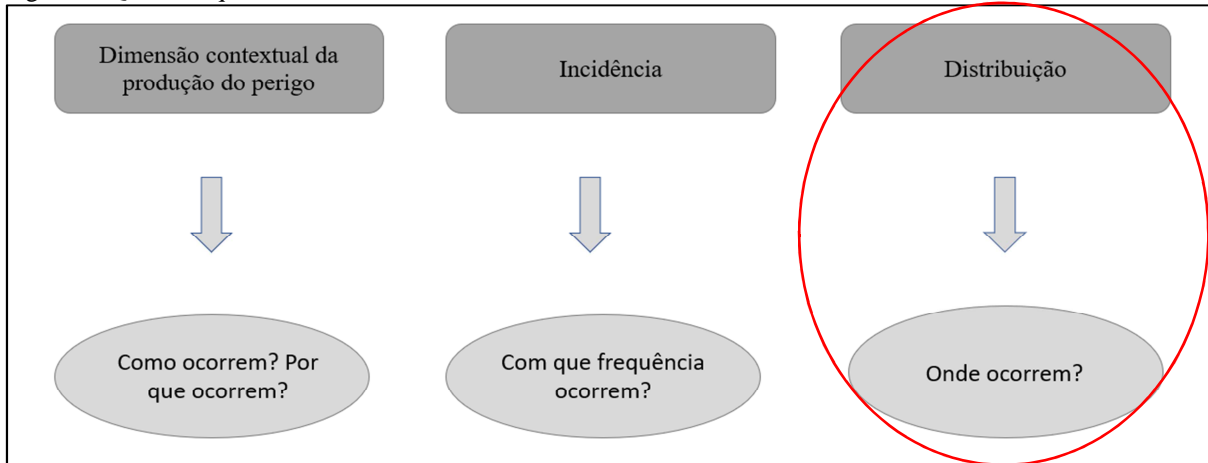 Dimensão contextual da
produção do perigo
Incidência
Distribuição
Como ocorrem? Por
que ocorrem?
Com que frequência
ocorrem?
Onde ocorrem?